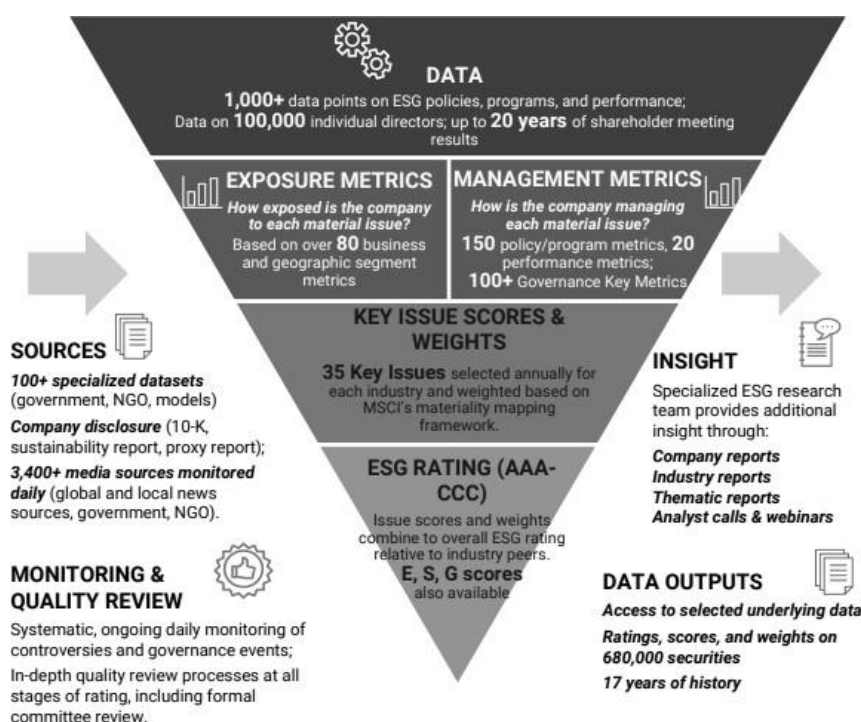 DATA
1,000+ data points on ESG policies, programs, and performance;
Data on 100,000 individual directors; up to 20 years of shareholder meeting
results
EXPOSURE METRICS
How exposed is the company
to each material issue?
Based on over 80 business
and geographic segment
metrics
MANAGEMENT METRICS
How is the company managing
each material issue?
150 policy/program metrics, 20
performance metrics;
100+ Governance Key Metrics
KEY ISSUE SCORES &
WEIGHTS
35 Key Issues selected annually for
each industry and weighted based on
MSCI's materiality mapping
framework.
ESG RATING (AAA-
CCC)
Issue scores and weights
combine to overall ESG rating
relative to industry peers.
E, S, G scores
also available
SOURCES
100+ specialized datasets
(government, NGO, models)
Company disclosure (10-K,
sustainability report, proxy report);
3,400+ media sources monitored
daily (global and local news
sources, government, NGO).
MONITORING &
QUALITY REVIEW
Systematic, ongoing daily monitoring of
controversies and governance events;
In-depth quality review processes at all
stages of rating, including formal
committee review.
INSIGHT
Specialized ESG research
team provides additional
insight through:
Company reports
Industry reports
Thematic reports
Analyst calls & webinars
DATA OUTPUTS
Access to selected underlying data
Ratings, scores, and weights on
680,000 securities
17 years of history